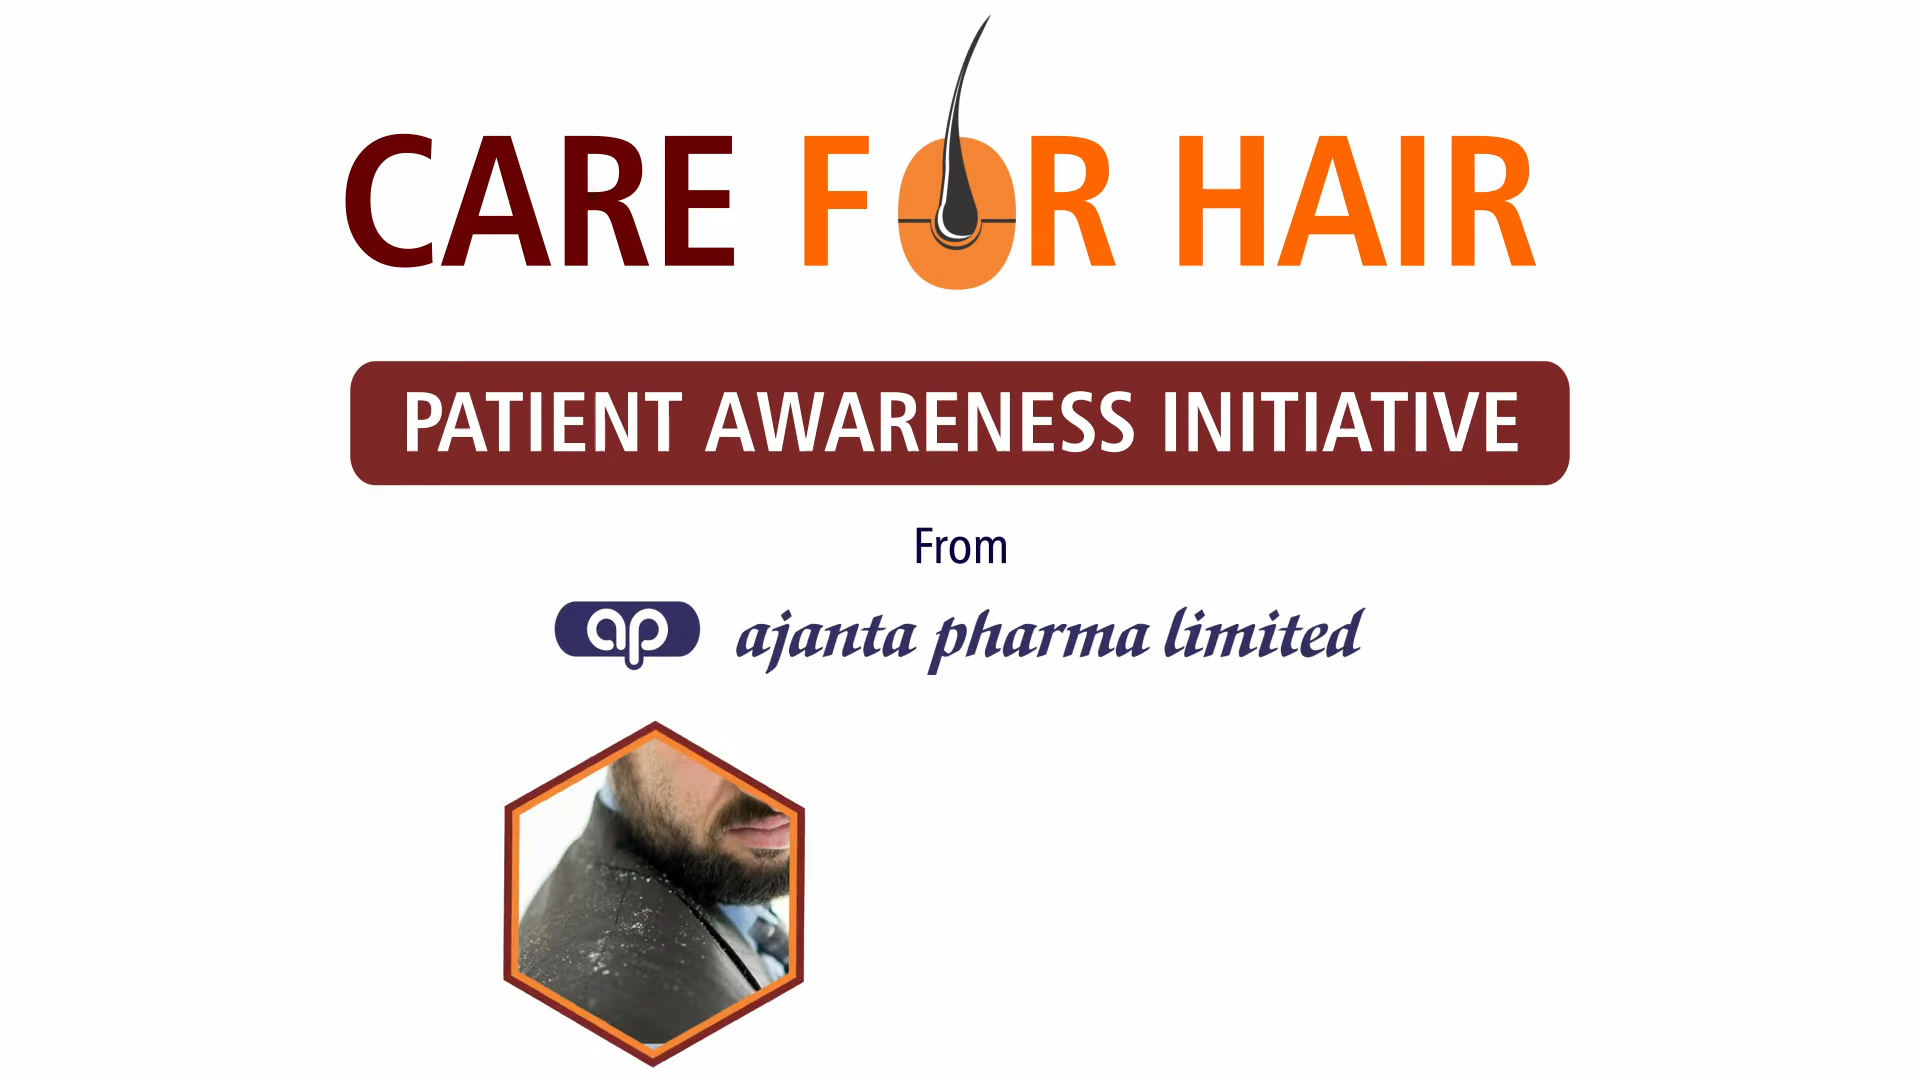 CARE FOR HAIR
PATIENT AWARENESS INITIATIVE
From
ap ajanta pharma limited